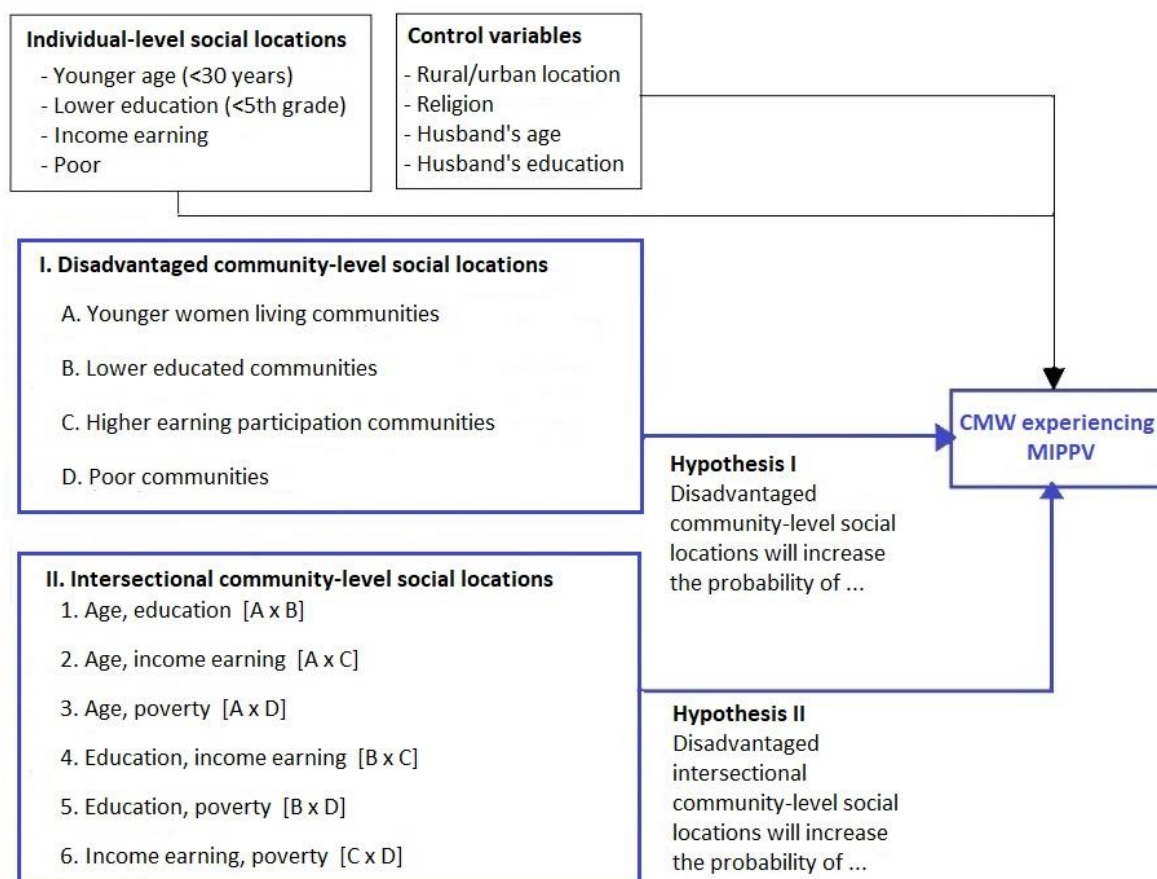 Individual-level social locations
- Younger age (<30 years)
- Lower education (<5th grade)
- Income earning
- Poor
Control variables
- Rural/urban location
- Religion
- Husband's age
- Husband's education
I. Disadvantaged community-level social locations
A. Younger women living communities
B. Lower educated communities
C. Higher earning participation communities
D. Poor communities
CMW experiencing
MIPPV
Hypothesis I
Disadvantaged
community-level social
locations will increase
the probability of ...
II. Intersectional community-level social locations
1. Age, education [A x B]
2. Age, income earning [A x C]
3. Age, poverty [A x D]
4. Education, income earning [B x C]
5. Education, poverty [B x D]
6. Income earning, poverty [C x D]
Hypothesis II
Disadvantaged
intersectional
community-level social
locations will increase
the probability of ...